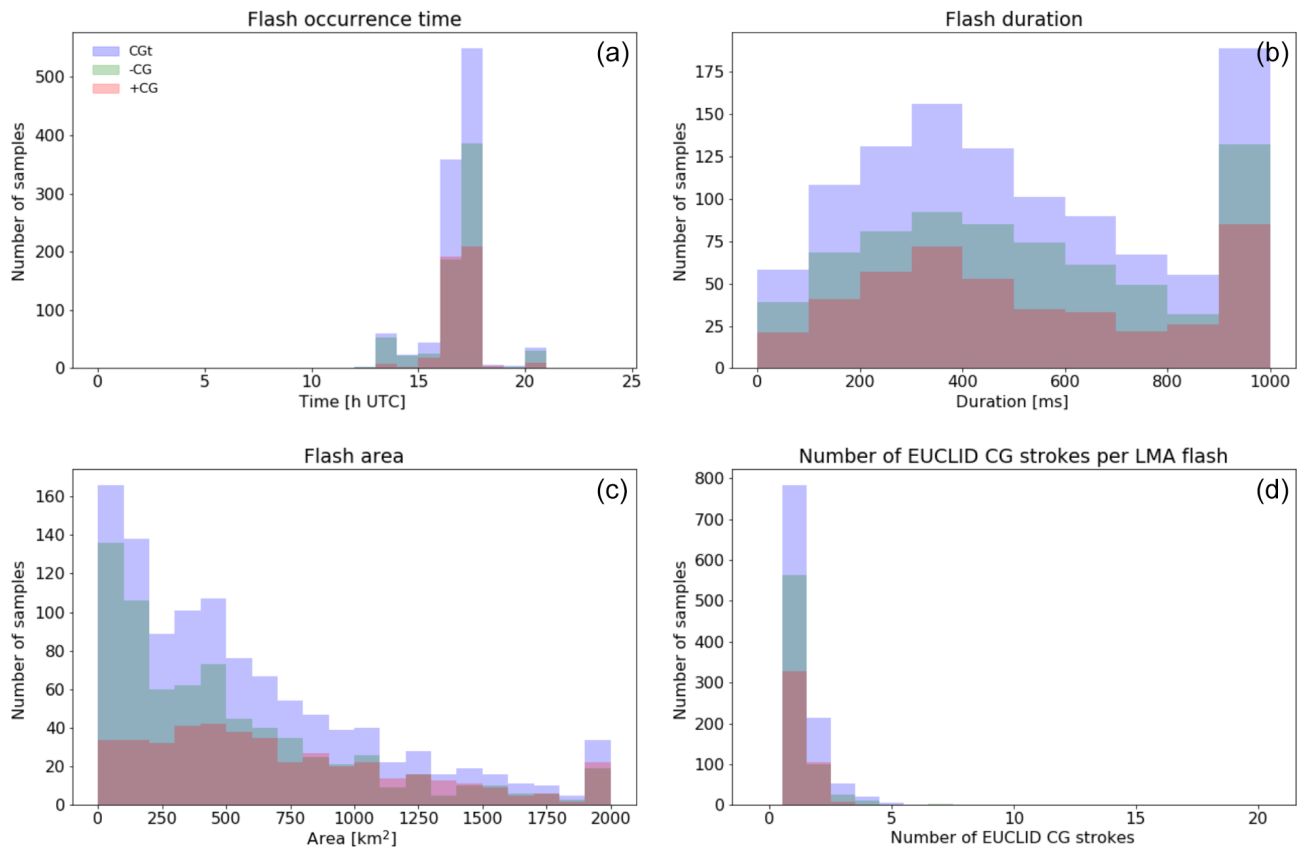 Flash occurrence time
(a)
CGt
-CG
+CG
Number of samples
500
400
300
200
100
0
0 5 10 15 20 25
Time [h UTC]
Flash duration
(b)
Number of samples
175
150
125
100
75
50
25
0
0 200 400 600 800 1000
Duration [ms]
Flash area
(c)
Number of samples
160
140
120
100
80
60
40
20
0
0 250 500 750 1000 1250 1500 1750 2000
Area [km²]
Number of EUCLID CG strokes per LMA flash
(d)
Number of samples
800
700
600
500
400
300
200
100
0
0 5 10 15 20
Number of EUCLID CG strokes